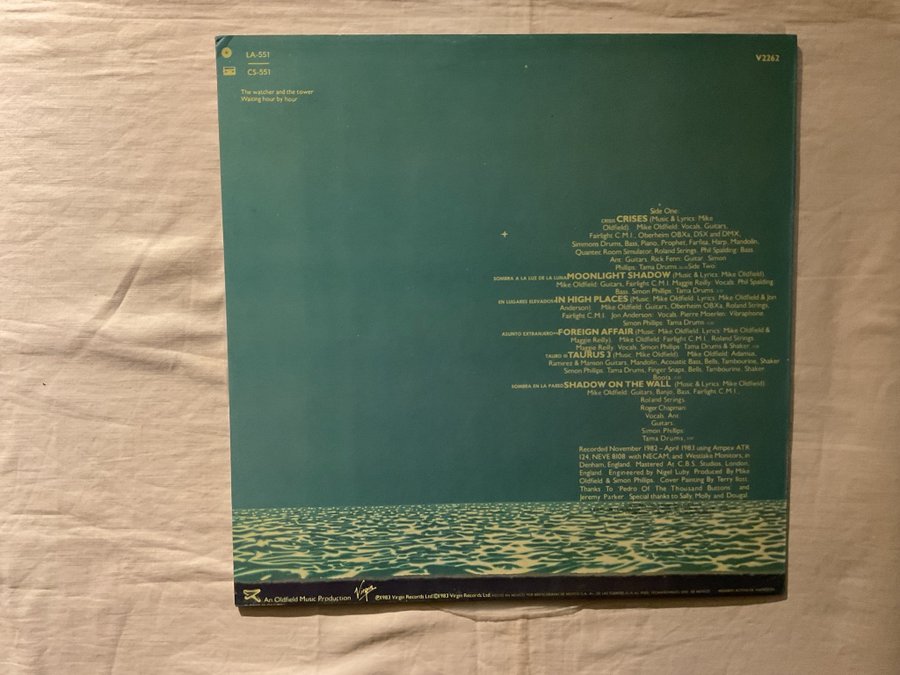 LA-551
CS-551
V2262
The watcher and the tower
Waiting hour by hour
Side One:
CRISIS CRISES (Music & Lyrics: Mike
Oldfield). Mike Oldfield: Vocals, Guitars,
Fairlight C.M.I., Oberheim OBXa, DSX and DMX,
Simmons Drums, Bass, Piano, Prophet, Farfisa, Harp, Mandolin,
Quantec Room Simulator, Roland Strings. Phil Spalding: Bass.
Ant: Guitars. Rick Fenn: Guitar. Simon
Phillips: Tama Drums. Side Two:
SOMBRA A LA LUZ DE LA LUNA MOONLIGHT SHADOW (Music & Lyrics: Mike Oldfield).
Mike Oldfield: Guitars, Fairlight C.M.I. Maggie Reilly: Vocals. Phil Spalding:
Bass. Simon Phillips: Tama Drums.
EN LUGARES ELEVADOS IN HIGH PLACES (Music: Mike Oldfield. Lyrics: Mike Oldfield & Jon
Anderson). Mike Oldfield: Guitars, Oberheim OBXa, Roland Strings,
Fairlight C.M.I. Jon Anderson: Vocals. Pierre Moerlen: Vibraphone.
Simon Phillips: Tama Drums.
ASUNTO EXTRANJERO FOREIGN AFFAIR (Music: Mike Oldfield. Lyrics: Mike Oldfield &
Maggie Reilly). Mike Oldfield: Fairlight C.M.I., Roland Strings.
Maggie Reilly: Vocals. Simon Phillips: Tama Drums & Shaker.
TAURO III TAURUS 3 (Music: Mike Oldfield). Mike Oldfield: Adamus,
Ramirez & Manson Guitars, Mandolin, Acoustic Bass, Bells, Tambourine, Shaker.
Simon Phillips: Tama Drums, Finger Snaps, Bells, Tambourine, Shaker,
Boots.
SOMBRA EN LA PARED SHADOW ON THE WALL (Music & Lyrics: Mike Oldfield).
Mike Oldfield: Guitars, Banjo, Bass, Fairlight C.M.I.,
Roland Strings.
Roger Chapman:
Vocals. Ant:
Guitars.
Simon Phillips:
Tama Drums.
Recorded November 1982 – April 1983 using Ampex ATR
124, NEVE 8108 with NECAM, and Westlake Monitors, in
Denham, England. Mastered At C.B.S. Studios, London,
England. Engineered by Nigel Luby. Produced By Mike
Oldfield & Simon Phillips. Cover Painting By Terry Ilott.
Thanks To 'Pedro Of The Thousand Buttons' and
Jeremy Parker. Special thanks to Sally, Molly and Dougal.
An Oldfield Music Production
Virgin
℗1983 Virgin Records Ltd ©1983 Virgin Records Ltd.